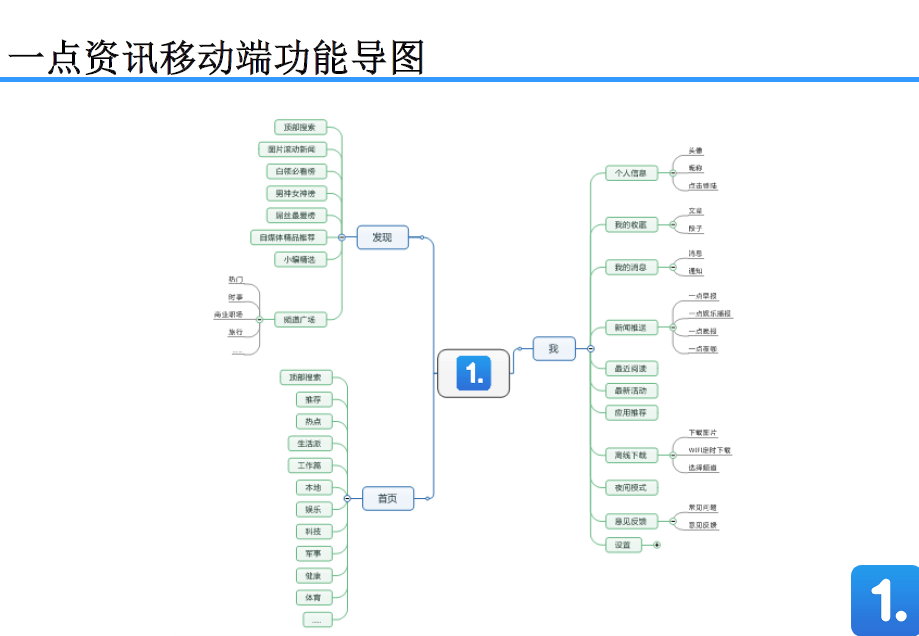 一点资讯移动端功能导图
顶部搜索
图片滚动新闻
白领必看榜
男神女神榜
屌丝最爱榜
自媒体精品推荐
小编精选
频道广场
热门
时事
商业职场
旅行
......
发现
顶部搜索
推荐
热点
生活派
工作篇
本地
娱乐
科技
军事
健康
体育
.....
首页
1.
我
个人信息
头像
昵称
点击修改
我的收藏
文章
段子
我的消息
消息
通知
新闻推送
一点早报
一点娱乐播报
一点晚报
一点夜咖
最近阅读
最新活动
应用推荐
离线下载
下载图片
WIFI定时下载
选择频道
夜间模式
意见反馈
常见问题
意见反馈
设置
1.